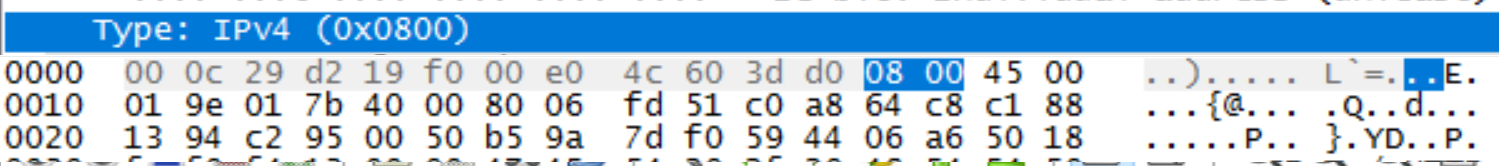 Type: IPv4 (0x0800)
0000 00 0c 29 d2 19 f0 00 e0 4c 60 3d d0 08 00 45 00 ..)..... L`=...E.
0010 01 9e 01 7b 40 00 80 06 fd 51 c0 a8 64 c8 c1 88 ...{@... .Q..d...
0020 13 94 c2 95 00 50 b5 9a 7d f0 59 44 06 a6 50 18 .....P.. }.YD..P.